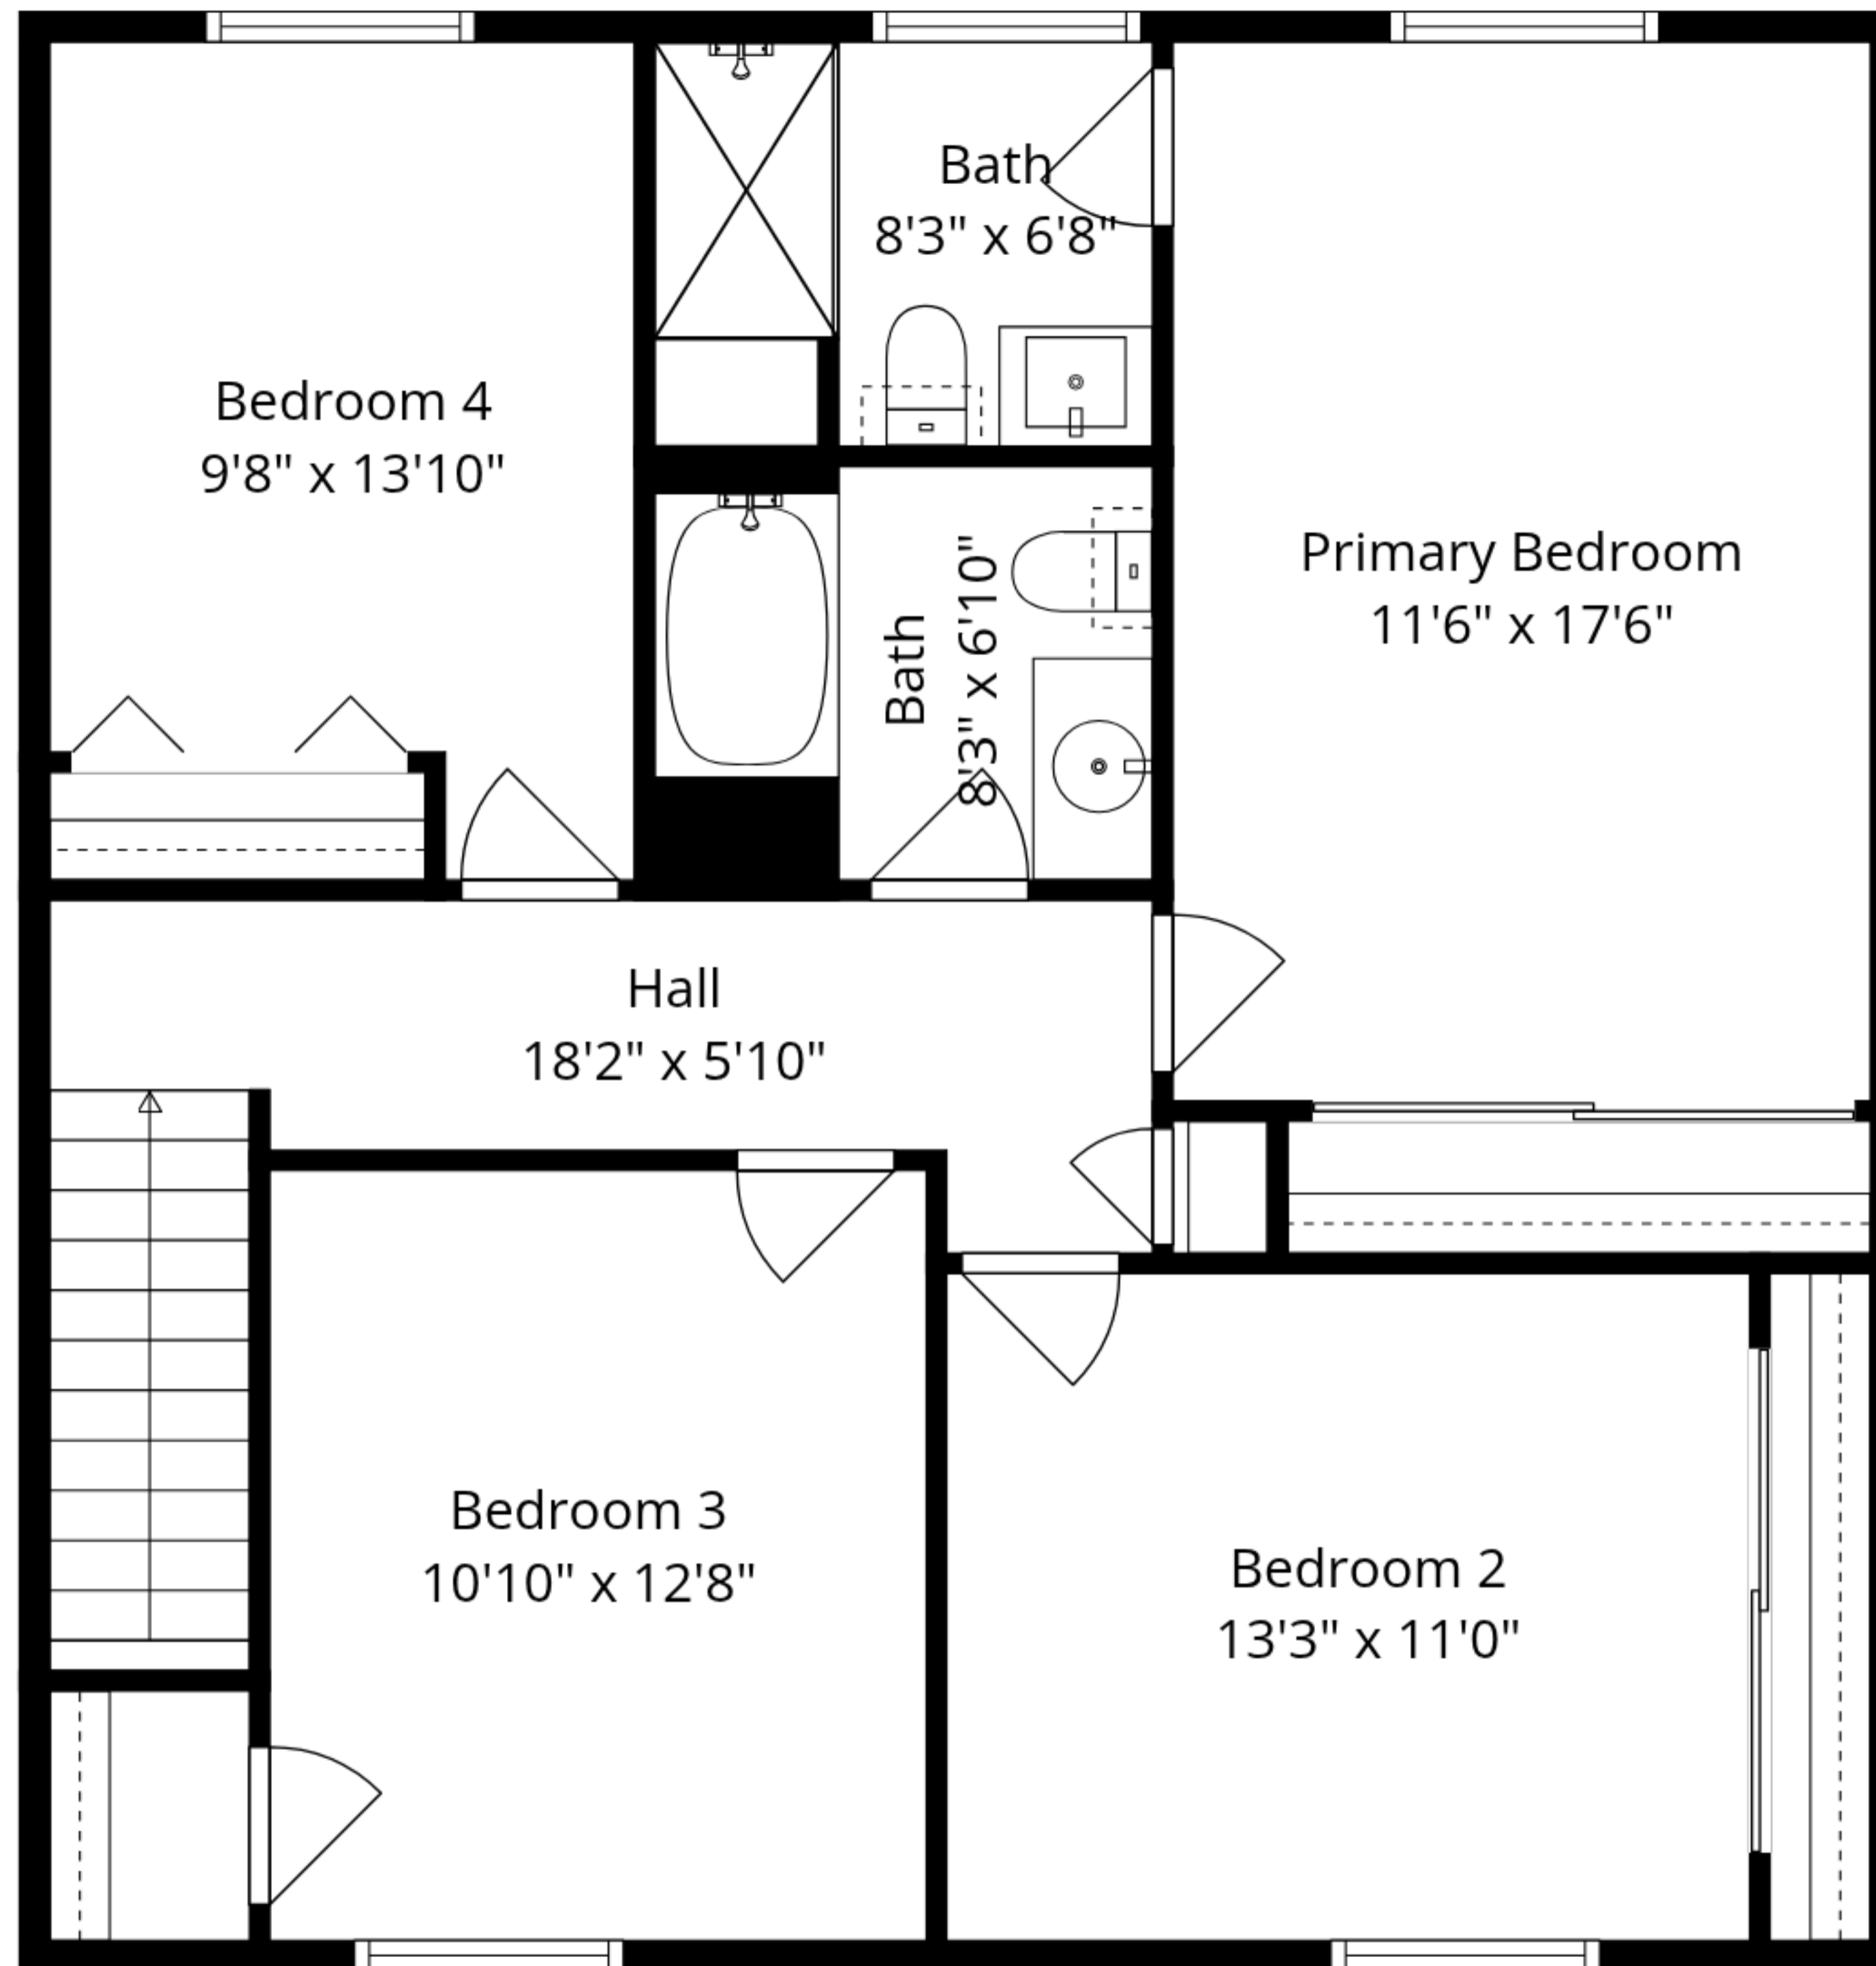 Bath
8'3" x 6'8"
Bedroom 4
9'8" x 13'10"
Primary Bedroom
11'6" x 17'6"
Bath
8'3" x 6'10"
Hall
18'2" x 5'10"
Bedroom 3
10'10" x 12'8"
Bedroom 2
13'3" x 11'0"